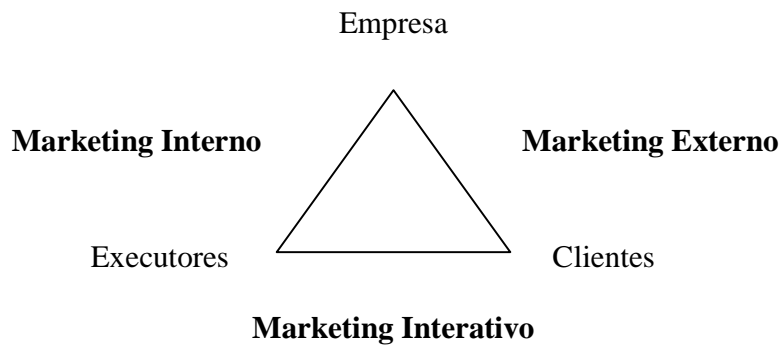 Empresa
Marketing Interno
Marketing Externo
Executores
Clientes
Marketing Interativo